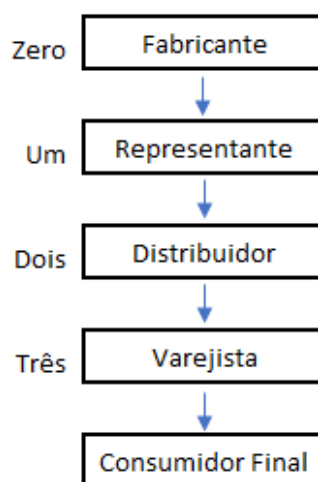 Zero Fabricante
Um Representante
Dois Distribuidor
Três Varejista
Consumidor Final